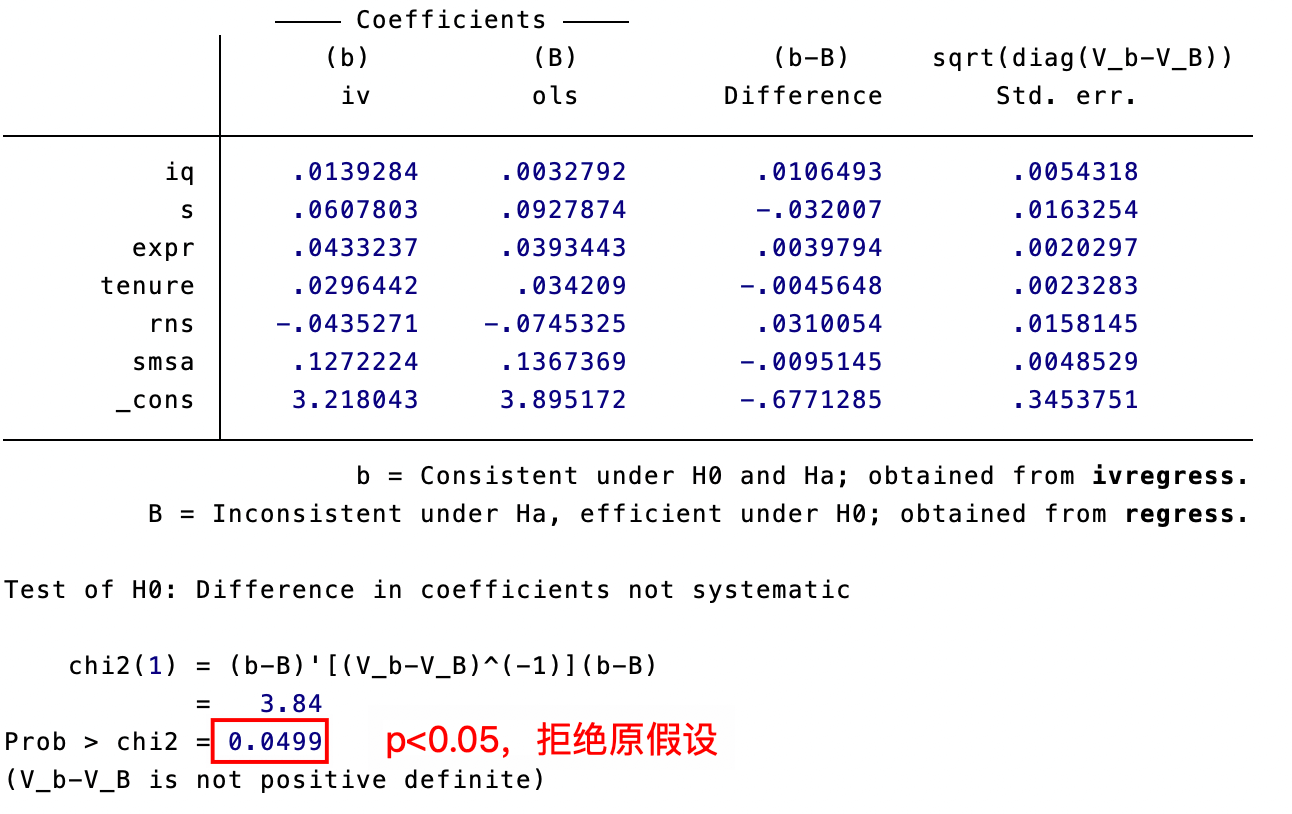 Coefficients
(b) (B) (b-B) sqrt(diag(V_b-V_B))
iv ols Difference Std. err.
iq .0139284 .0032792 .0106493 .0054318
s .0607803 .0927874 -.032007 .0163254
expr .0433237 .0393443 .0039794 .0020297
tenure .0296442 .034209 -.0045648 .0023283
rns -.0435271 -.0745325 .0310054 .0158145
smsa .1272224 .1367369 -.0095145 .0048529
_cons 3.218043 3.895172 -.6771285 .3453751
b = Consistent under H0 and Ha; obtained from ivregress.
B = Inconsistent under Ha, efficient under H0; obtained from regress.
Test of H0: Difference in coefficients not systematic
chi2(1) = (b-B)'[(V_b-V_B)^(-1)](b-B)
= 3.84
Prob > chi2 = 0.0499 p<0.05，拒绝原假设
(V_b-V_B is not positive definite)